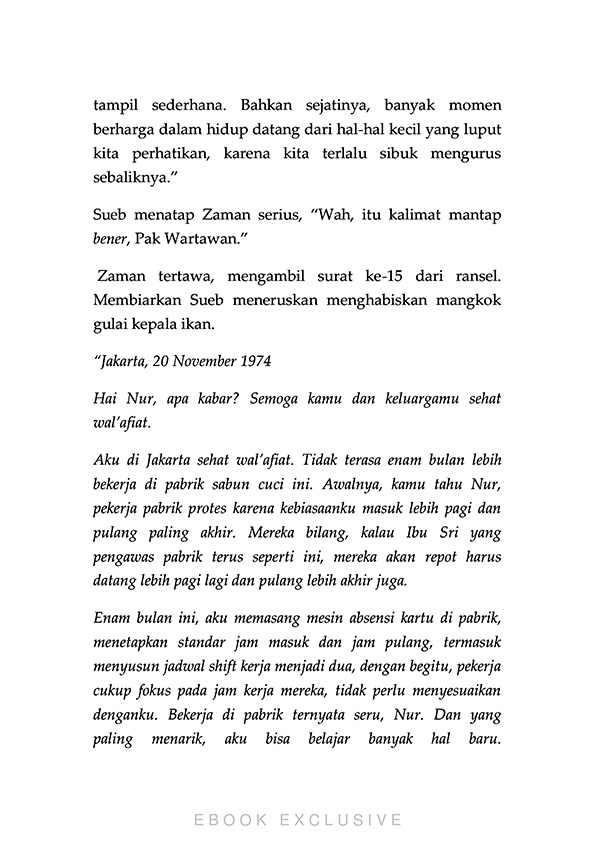 tampil sederhana. Bahkan sejatinya, banyak momen
berharga dalam hidup datang dari hal-hal kecil yang luput
kita perhatikan, karena kita terlalu sibuk mengurus
sebaliknya.”
Sueb menatap Zaman serius, “Wah, itu kalimat mantap
bener, Pak Wartawan.”
Zaman tertawa, mengambil surat ke-15 dari ransel.
Membiarkan Sueb meneruskan menghabiskan mangkok
gulai kepala ikan.
“Jakarta, 20 November 1974
Hai Nur, apa kabar? Semoga kamu dan keluargamu sehat
wal’afiat.
Aku di Jakarta sehat wal’afiat. Tidak terasa enam bulan lebih
bekerja di pabrik sabun cuci ini. Awalnya, kamu tahu Nur,
pekerja pabrik protes karena kebiasaanku masuk lebih pagi dan
pulang paling akhir. Mereka bilang, kalau Ibu Sri yang
pengawas pabrik terus seperti ini, mereka akan repot harus
datang lebih pagi lagi dan pulang lebih akhir juga.
Enam bulan ini, aku memasang mesin absensi kartu di pabrik,
menetapkan standar jam masuk dan jam pulang, termasuk
menyusun jadwal shift kerja menjadi dua, dengan begitu, pekerja
cukup fokus pada jam kerja mereka, tidak perlu menyesuaikan
denganku. Bekerja di pabrik ternyata seru, Nur. Dan yang
paling menarik, aku bisa belajar banyak hal baru.
EBOOK EXCLUSIVE